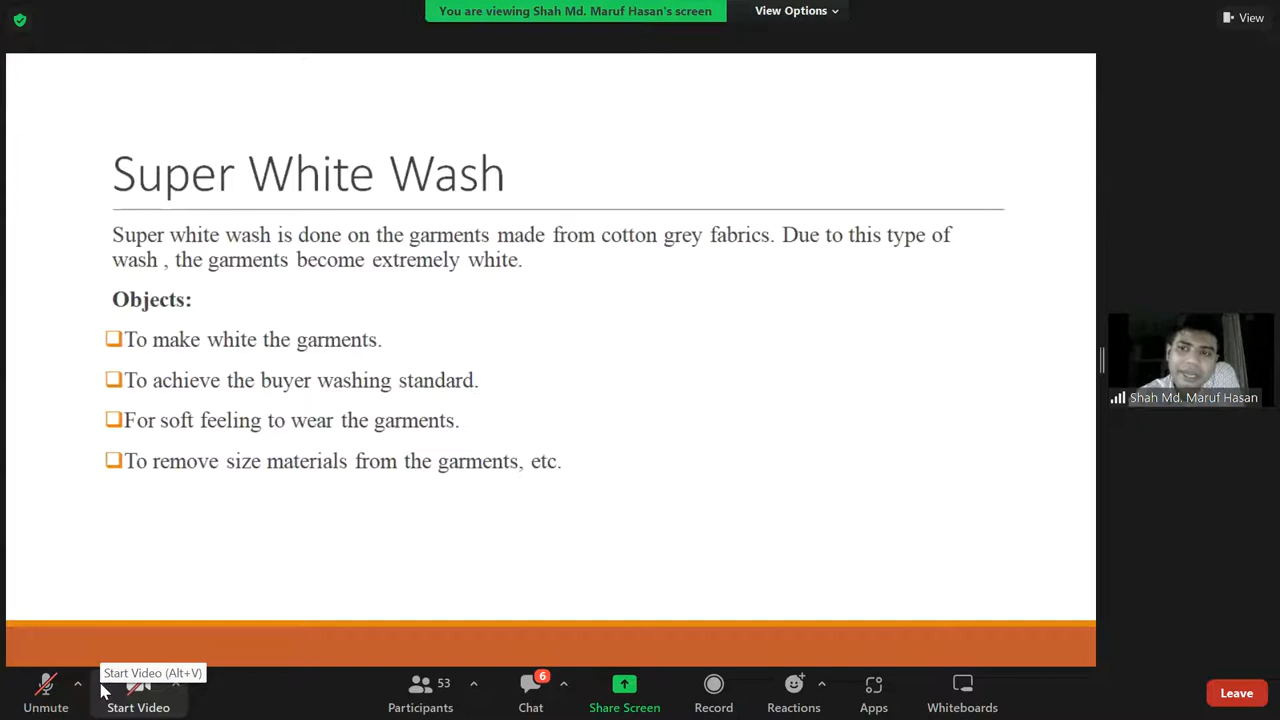 You are viewing Shah Md. Maruf Hasan's screen
View Options
View
Super White Wash
Super white wash is done on the garments made from cotton grey fabrics. Due to this type of
wash , the garments become extremely white.
Objects:
To make white the garments.
To achieve the buyer washing standard.
For soft feeling to wear the garments.
To remove size materials from the garments, etc.
Shah Md. Maruf Hasan
Start Video (Alt+V)
53
6
Unmute
Start Video
Participants
Chat
Share Screen
Record
Reactions
Apps
Whiteboards
Leave